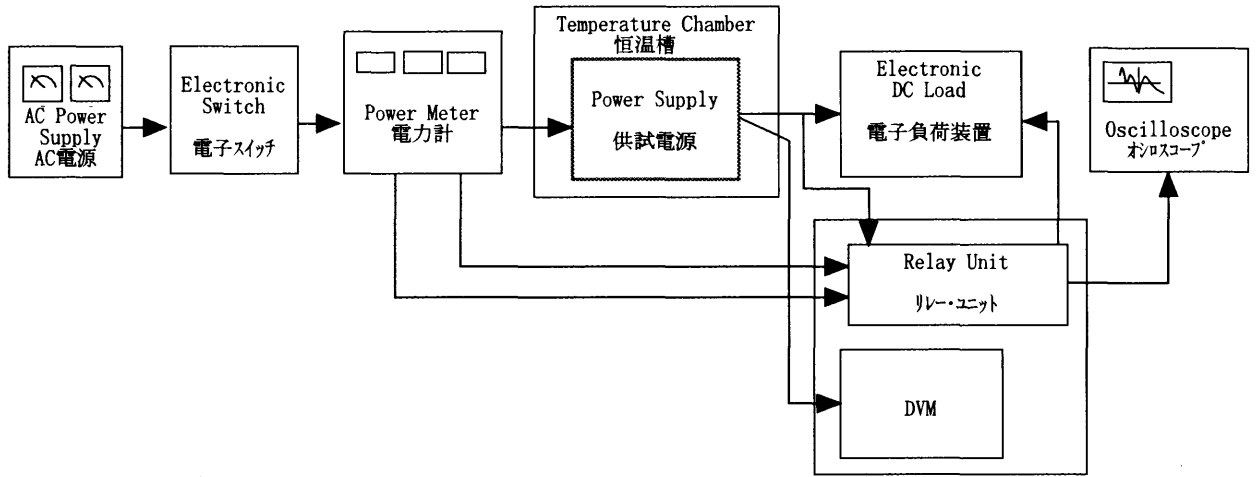 AC Power
Supply
AC電源
Electronic
Switch
電子スイッチ
Power Meter
電力計
Temperature Chamber
恒温槽
Power Supply
供試電源
Electronic
DC Load
電子負荷装置
Oscilloscope
オシロスコープ
Relay Unit
リレー・ユニット
DVM